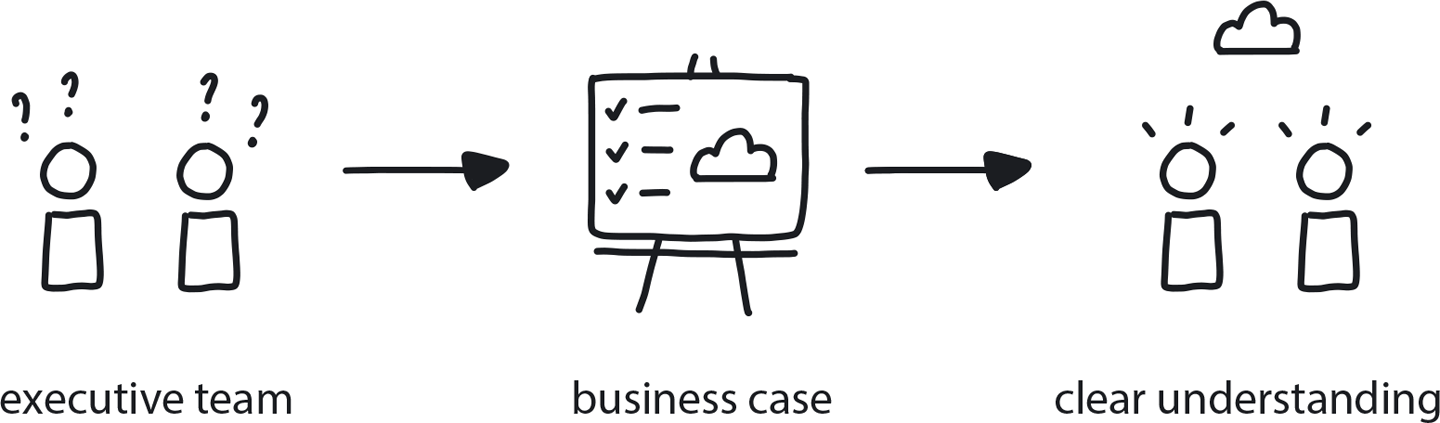 ? ? ? ?
executive team business case clear understanding